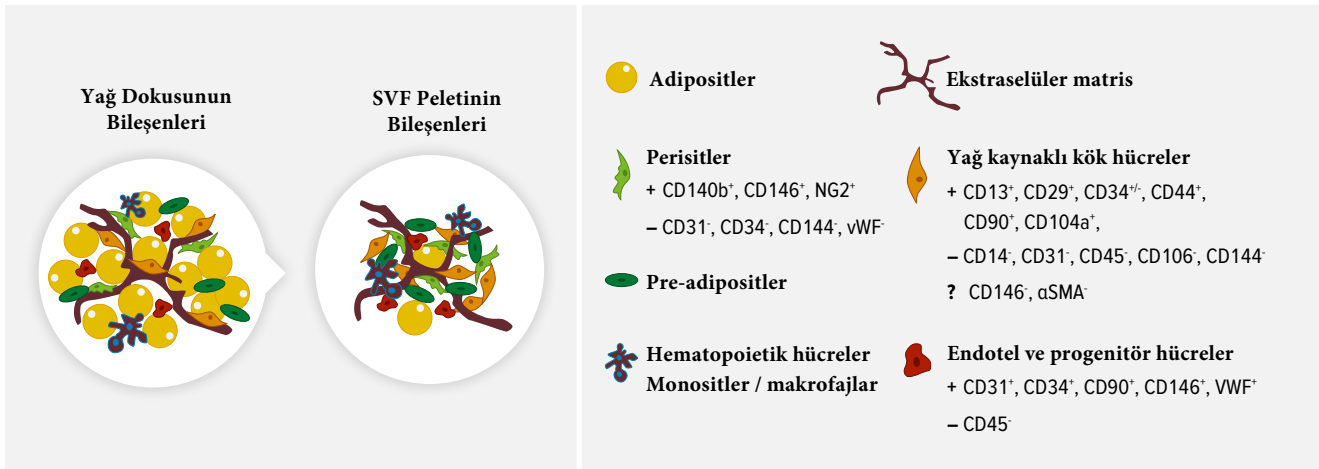 Yağ Dokusunun
Bileşenleri
SVF Peletinin
Bileşenleri
Adipositler
Ekstraselüler matris
Perisitler
+ CD140b⁺, CD146⁺, NG2⁺
– CD31⁻, CD34⁻, CD144⁻, vWF⁻
Yağ kaynaklı kök hücreler
+ CD13⁺, CD29⁺, CD34⁺/⁻, CD44⁺,
CD90⁺, CD104a⁺,
– CD14⁻, CD31⁻, CD45⁻, CD106⁻, CD144⁻
? CD146⁻, αSMA⁻
Pre-adipositler
Hematopoietik hücreler
Monositler / makrofajlar
Endotel ve progenitör hücreler
+ CD31⁺, CD34⁺, CD90⁺, CD146⁺, VWF⁺
– CD45⁻